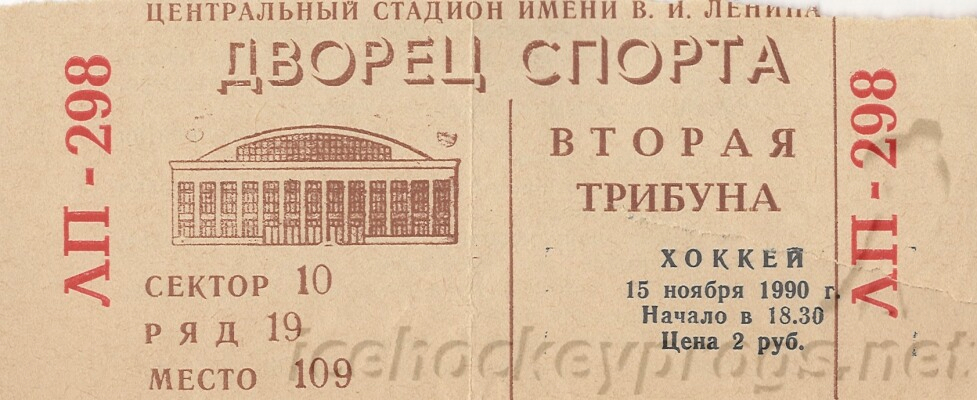 ЦЕНТРАЛЬНЫЙ СТАДИОН ИМЕНИ В. И. ЛЕНИНА
ДВОРЕЦ СПОРТА
ЛП - 298
ВТОРАЯ
ТРИБУНА
СЕКТОР 10
РЯД 19
МЕСТО 109
ХОККЕЙ
15 ноября 1990 г.
Начало в 18.30
Цена 2 руб.
ЛП - 298
icehockeyprogs.net